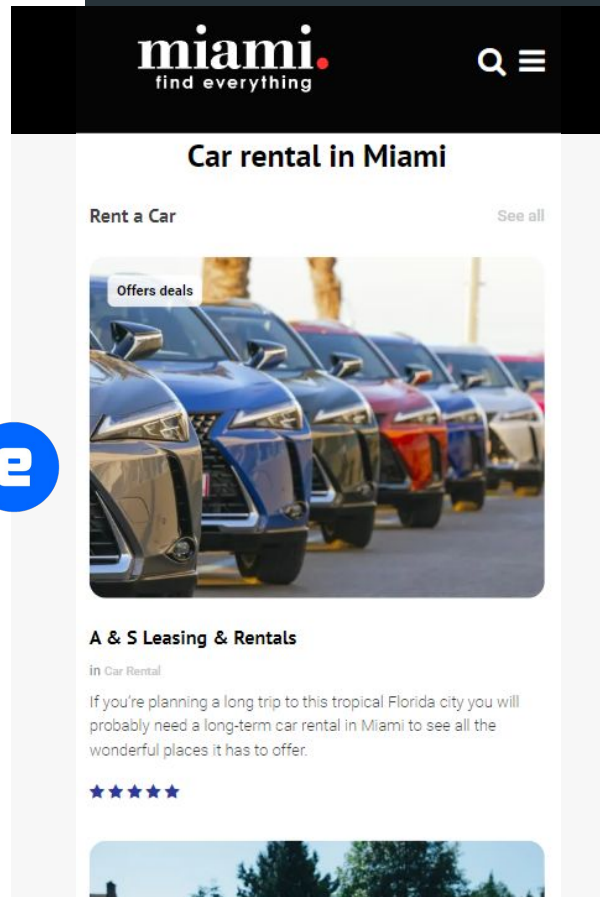 miami.
find everything
Car rental in Miami
Rent a Car
See all
Offers deals
e
A & S Leasing & Rentals
in Car Rental
If you're planning a long trip to this tropical Florida city you will
probably need a long-term car rental in Miami to see all the
wonderful places it has to offer.